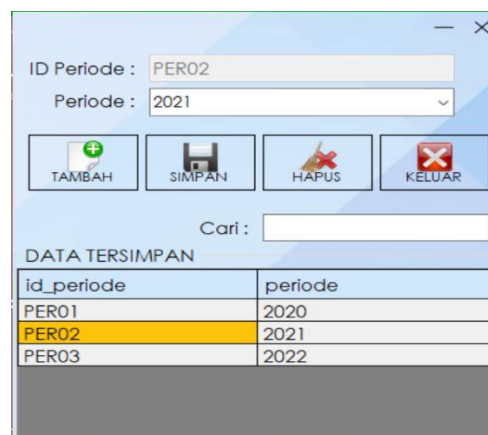 ID Periode : PER02
Periode : 2021
TAMBAH SIMPAN HAPUS KELUAR
Cari :
DATA TERSIMPAN
id_periode periode
PER01 2020
PER02 2021
PER03 2022